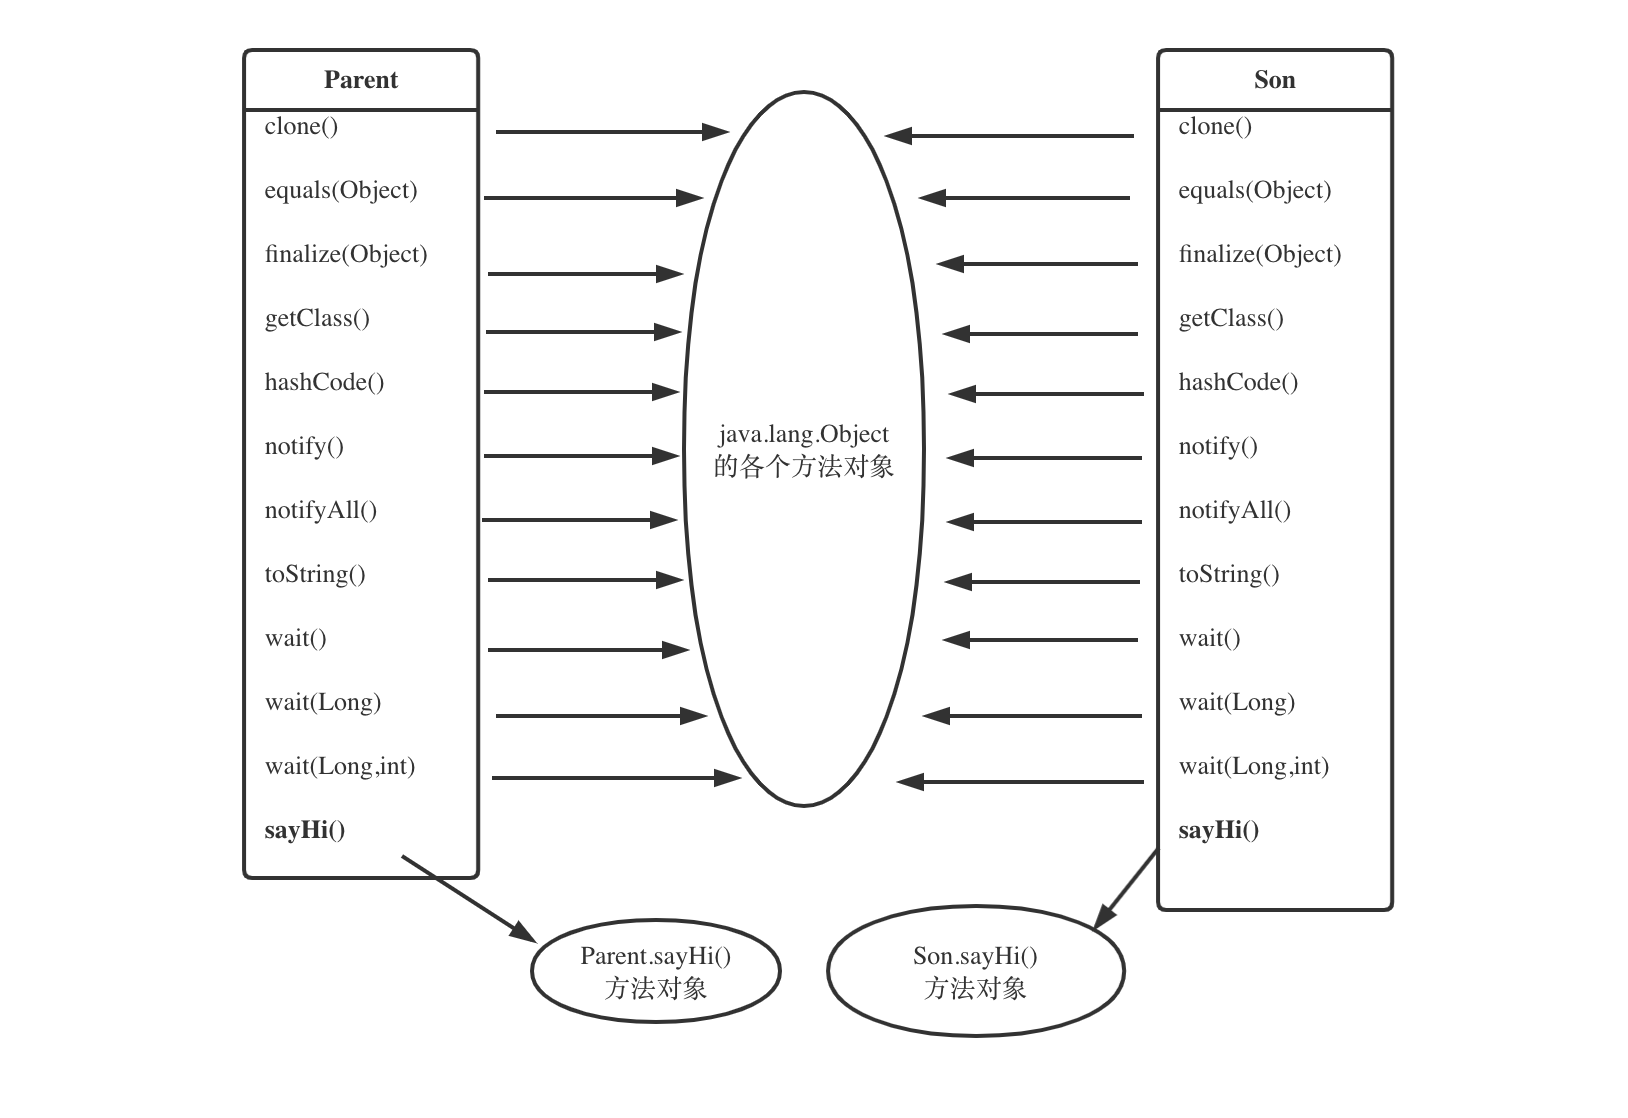 Parent
clone()
equals(Object)
finalize(Object)
getClass()
hashCode()
notify()
notifyAll()
toString()
wait()
wait(Long)
wait(Long,int)
sayHi()
java.lang.Object
的各个方法对象
Son
clone()
equals(Object)
finalize(Object)
getClass()
hashCode()
notify()
notifyAll()
toString()
wait()
wait(Long)
wait(Long,int)
sayHi()
Parent.sayHi()
方法对象
Son.sayHi()
方法对象